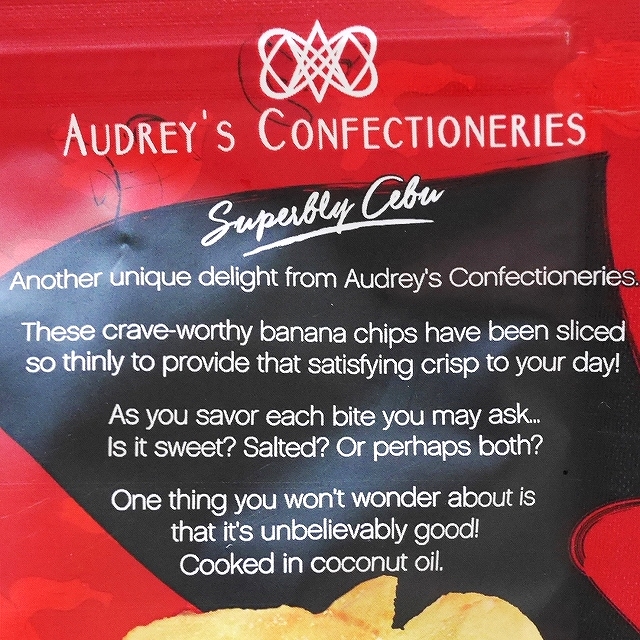 AUDREY'S CONFECTIONERIES
Superbly Cebu
Another unique delight from Audrey's Confectioneries.
These crave-worthy banana chips have been sliced
so thinly to provide that satisfying crisp to your day!
As you savor each bite you may ask...
Is it sweet? Salted? Or perhaps both?
One thing you won't wonder about is
that it's unbelievably good!
Cooked in coconut oil.